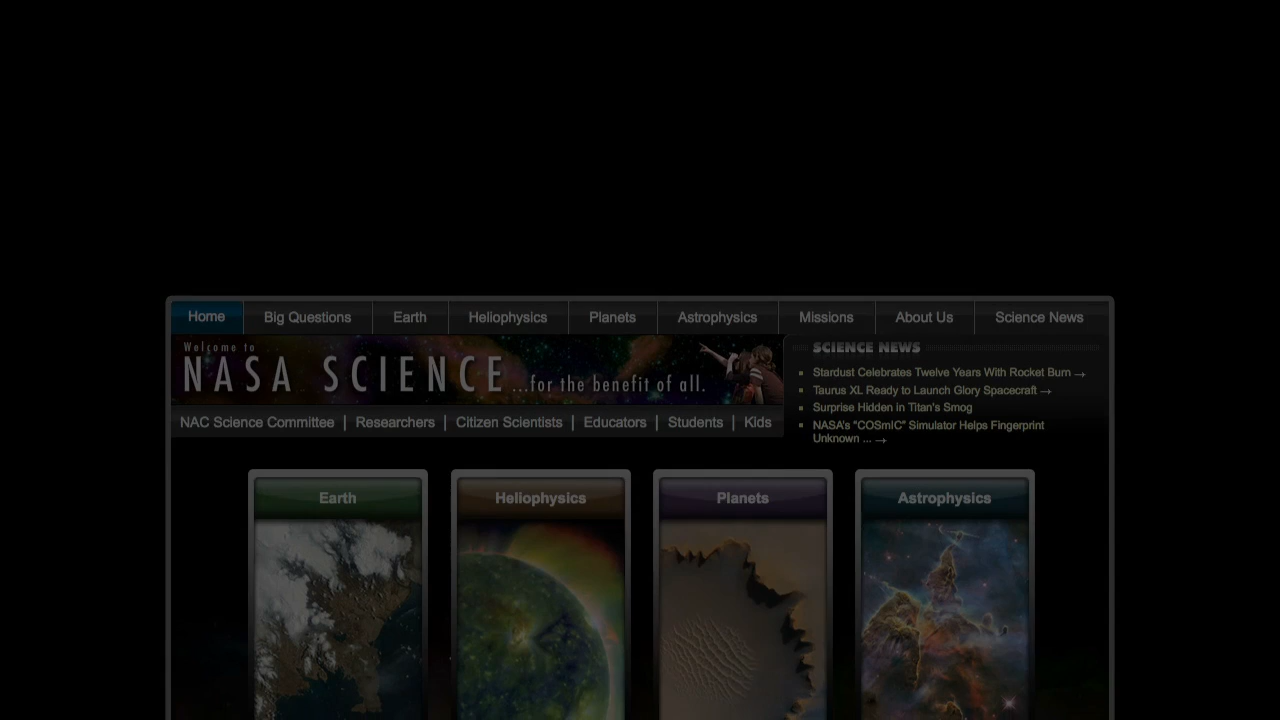 Home Big Questions Earth Heliophysics Planets Astrophysics Missions About Us Science News
Welcome to
NASA SCIENCE ...for the benefit of all.
NAC Science Committee | Researchers | Citizen Scientists | Educators | Students | Kids
SCIENCE NEWS
Stardust Celebrates Twelve Years With Rocket Burn →
Taurus XL Ready to Launch Glory Spacecraft →
Surprise Hidden in Titan's Smog
NASA's "COSmIC" Simulator Helps Fingerprint
Unknown ... →
Earth Heliophysics Planets Astrophysics